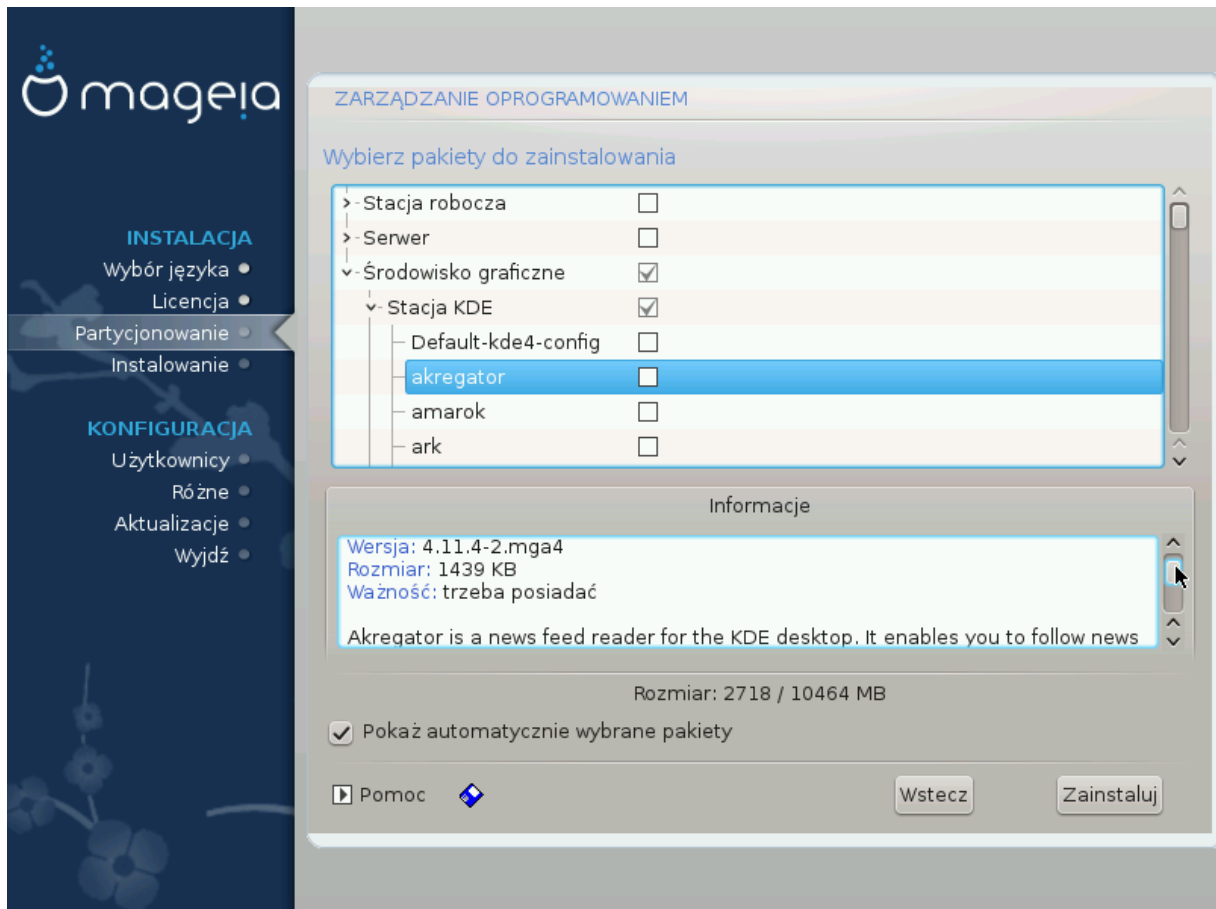 mageia
INSTALACJA
Wybór języka
Licencja
Partycjonowanie
Instalowanie
KONFIGURACJA
Użytkownicy
Różne
Aktualizacje
Wyjdź
ZARZĄDZANIE OPROGRAMOWANIEM
Wybierz pakiety do zainstalowania
Stacja robocza
Serwer
Środowisko graficzne
Stacja KDE
Default-kde4-config
akregator
amarok
ark
Informacje
Wersja: 4.11.4-2.mga4
Rozmiar: 1439 KB
Ważność: trzeba posiadać
Akregator is a news feed reader for the KDE desktop. It enables you to follow news
Rozmiar: 2718 / 10464 MB
Pokaż automatycznie wybrane pakiety
Pomoc
Wstecz
Zainstaluj